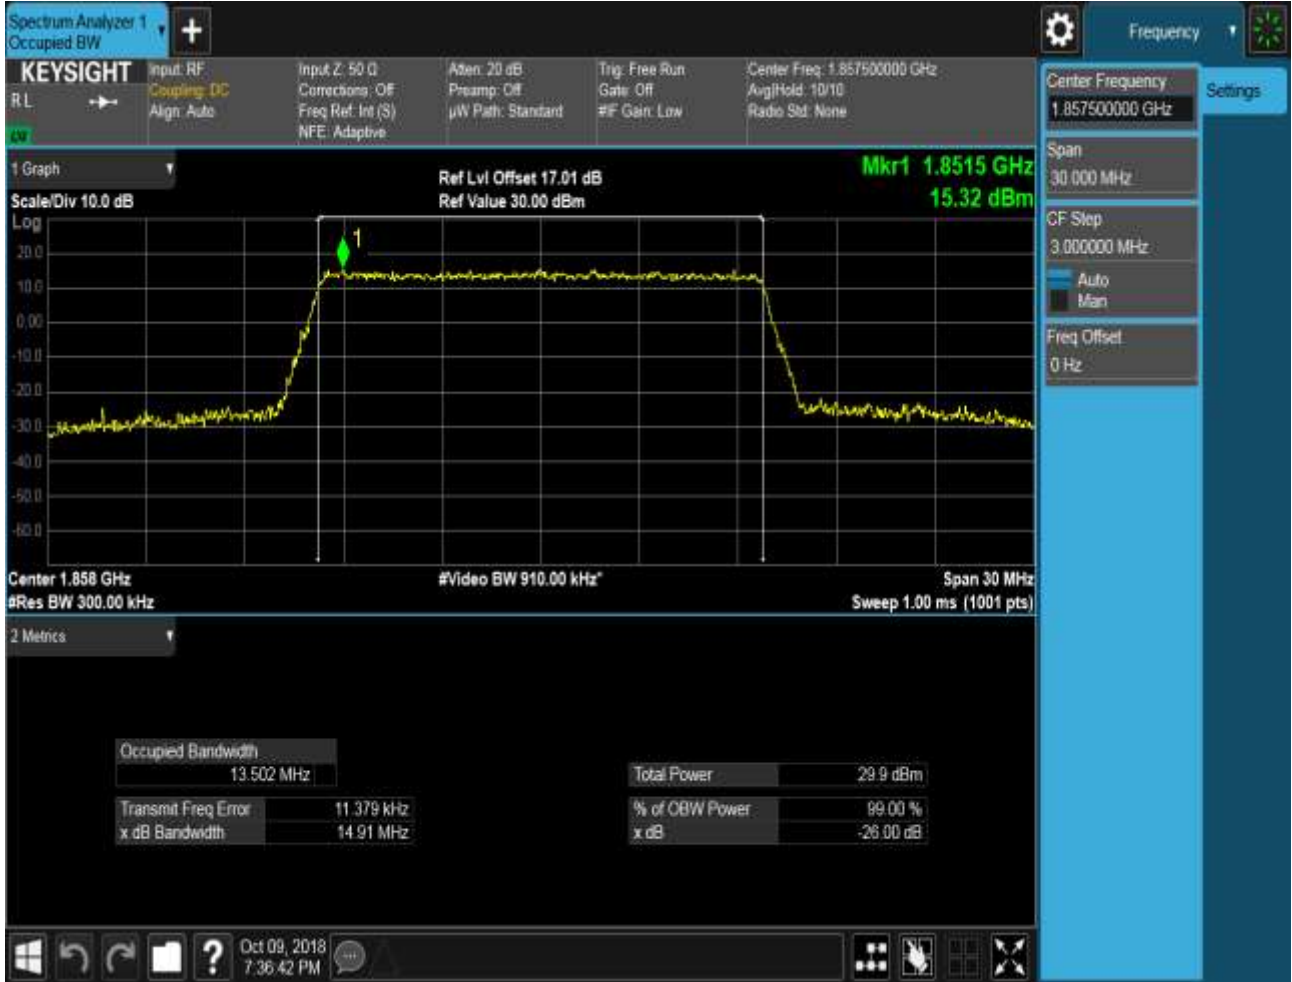 Spectrum Analyzer 1
Occupied BW
+
Frequency
KEYSIGHT
R L
Input: RF
Coupling: DC
Align: Auto
Input Z: 50 Ω
Corrections: Off
Freq Ref: Int (S)
NFE: Adaptive
Atten: 20 dB
Preamp: Off
µW Path: Standard
Trig: Free Run
Gate: Off
#IF Gain: Low
Center Freq: 1.857500000 GHz
Avg|Hold: 10/10
Radio Std: None
Center Frequency
1.857500000 GHz
Settings
Span
30.000 MHz
CF Step
3.000000 MHz
Auto
Man
Freq Offset
0 Hz
1 Graph
Scale/Div 10.0 dB
Ref Lvl Offset 17.01 dB
Ref Value 30.00 dBm
Mkr1 1.8515 GHz
15.32 dBm
Log
1
20.0
10.0
0.00
-10.0
-20.0
-30.0
-40.0
-50.0
-60.0
Center 1.858 GHz
#Video BW 910.00 kHz*
Span 30 MHz
#Res BW 300.00 kHz
Sweep 1.00 ms (1001 pts)
2 Metrics
Occupied Bandwidth
13.502 MHz
Total Power 29.9 dBm
Transmit Freq Error 11.379 kHz
% of OBW Power 99.00 %
x dB Bandwidth 14.91 MHz
x dB -26.00 dB
?
Oct 09, 2018
7:36:42 PM